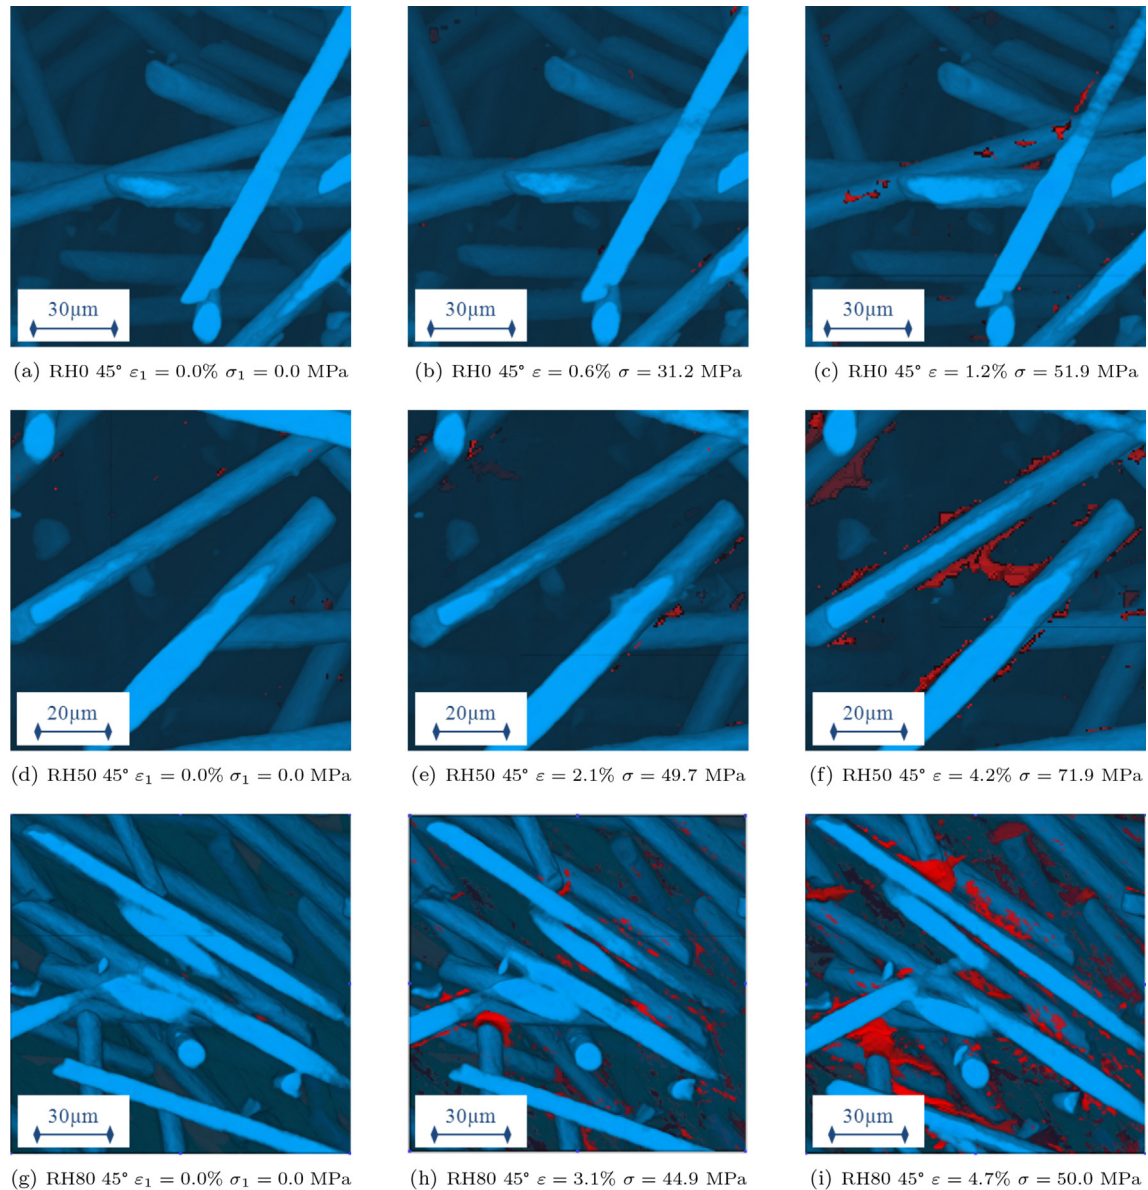 30μm
30μm
30μm
(a) RH0 45° ε₁ = 0.0% σ₁ = 0.0 MPa
(b) RH0 45° ε = 0.6% σ = 31.2 MPa
(c) RH0 45° ε = 1.2% σ = 51.9 MPa
20μm
20μm
20μm
(d) RH50 45° ε₁ = 0.0% σ₁ = 0.0 MPa
(e) RH50 45° ε = 2.1% σ = 49.7 MPa
(f) RH50 45° ε = 4.2% σ = 71.9 MPa
30μm
30μm
30μm
(g) RH80 45° ε₁ = 0.0% σ₁ = 0.0 MPa
(h) RH80 45° ε = 3.1% σ = 44.9 MPa
(i) RH80 45° ε = 4.7% σ = 50.0 MPa